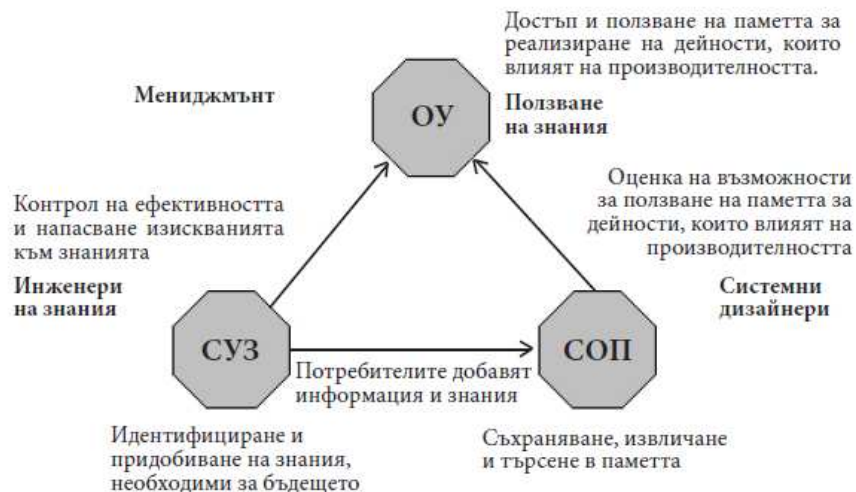 Достъп и ползване на паметта за
реализиране на дейности, които
влияят на производителността.
Мениджмънт
ОУ
Ползване
на знания
Контрол на ефективността
и напасване изискванията
към знанията
Оценка на възможности
за ползване на паметта за
дейности, които влияят на
производителността
Инженери
на знания
Системни
дизайнери
СУЗ
СОП
Потребителите добавят
информация и знания
Идентифициране и
придобиване на знания,
необходими за бъдещето
Съхраняване, извличане
и търсене в паметта